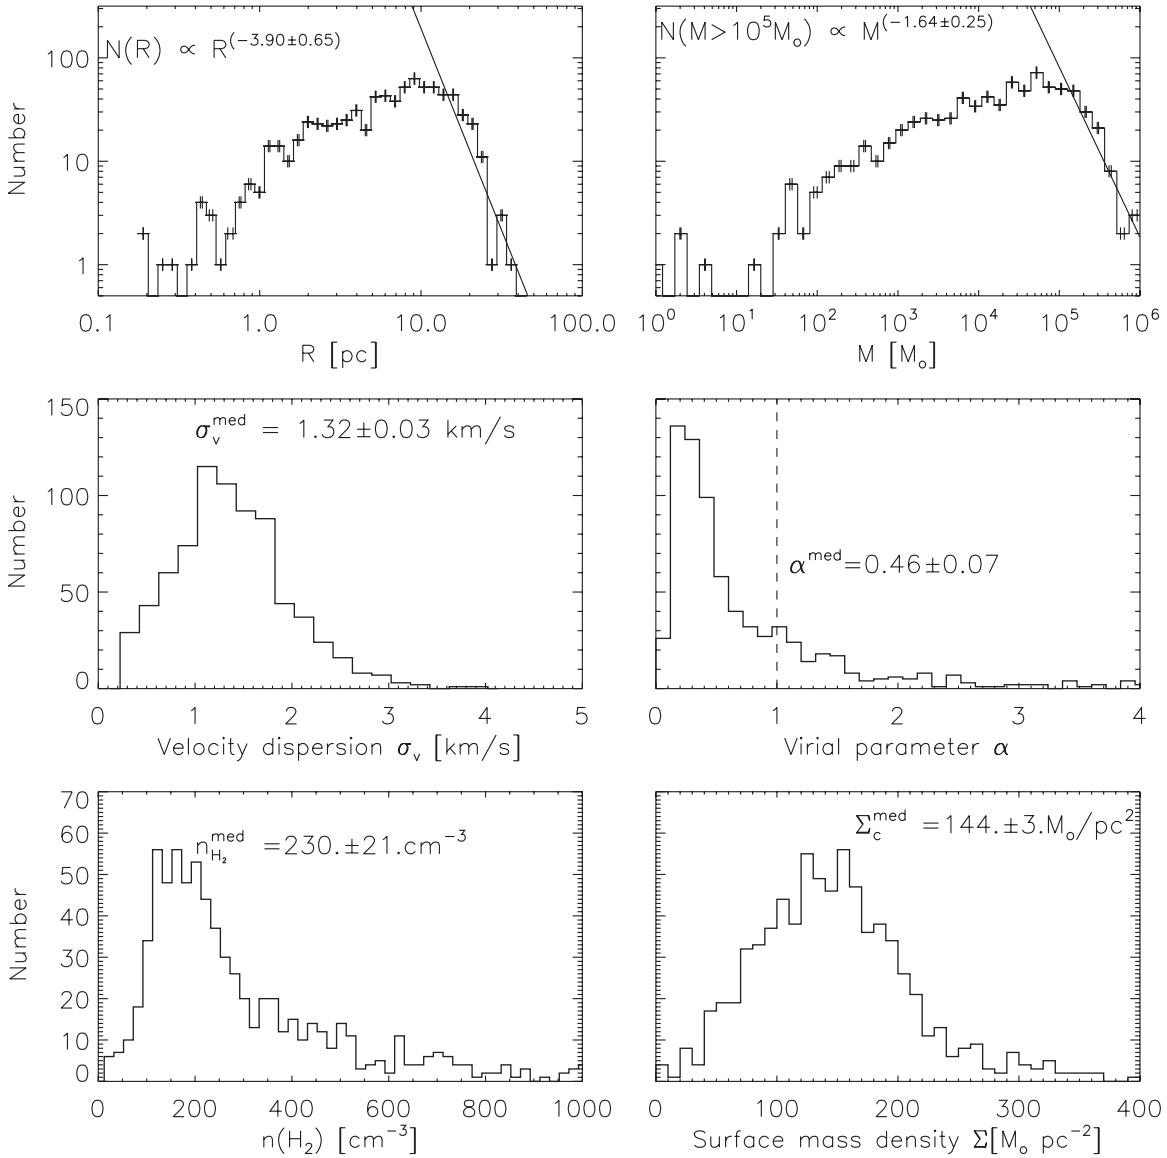 N(R) ∝ R^(-3.90±0.65)
100
10
1
Number
0.1 1.0 10.0 100.0
R [pc]
N(M>10^5M_o) ∝ M^(-1.64±0.25)
10^0 10^1 10^2 10^3 10^4 10^5 10^6
M [M_o]
σ_v^med = 1.32±0.03 km/s
150
100
50
0
Number
0 1 2 3 4 5
Velocity dispersion σ_v [km/s]
α^med=0.46±0.07
0 1 2 3 4
Virial parameter α
n_H₂^med =230.±21.cm^-3
70
60
50
40
30
20
10
0
Number
0 200 400 600 800 1000
n(H_2) [cm^-3]
Σ_c^med =144.±3.M_o/pc^2
0 100 200 300 400
Surface mass density Σ[M_o pc^-2]